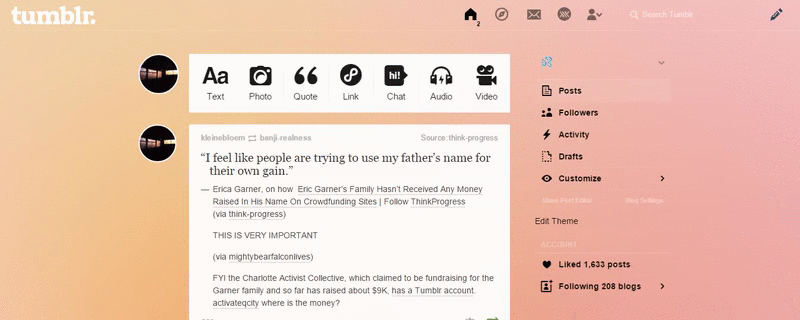 tumblr.
2
Search Tumblr
Aa
hi!
Text
Photo
Quote
Link
Chat
Audio
Video
kleinebloem banji-realness
Source: think-progress
“I feel like people are trying to use my father’s name for
their own gain.”
— Erica Garner, on how Eric Garner’s Family Hasn’t Received Any Money
Raised In His Name On Crowdfunding Sites | Follow ThinkProgress
(via think-progress)
THIS IS VERY IMPORTANT
(via mightybearfalconlives)
FYI the Charlotte Activist Collective, which claimed to be fundraising for the
Garner family and so far has raised about $9K, has a Tumblr account.
activateqcity where is the money?
Posts
Followers
Activity
Drafts
Customize
Mass Post Editor
Blog Settings
Edit Theme
ACCOUNT
Liked 1,633 posts
Following 208 blogs